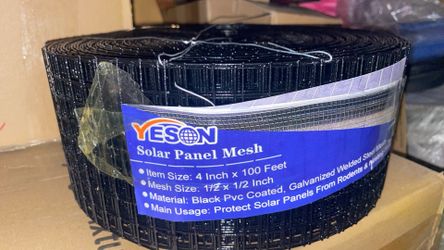 YESON
Solar Panel Mesh
• Item Size: 4 Inch x 100 Feet
• Mesh Size: 1/2 x 1/2 Inch
• Material: Black Pvc Coated, Galvanized Welded Steel
• Main Usage: Protect Solar Panels From Rodents &